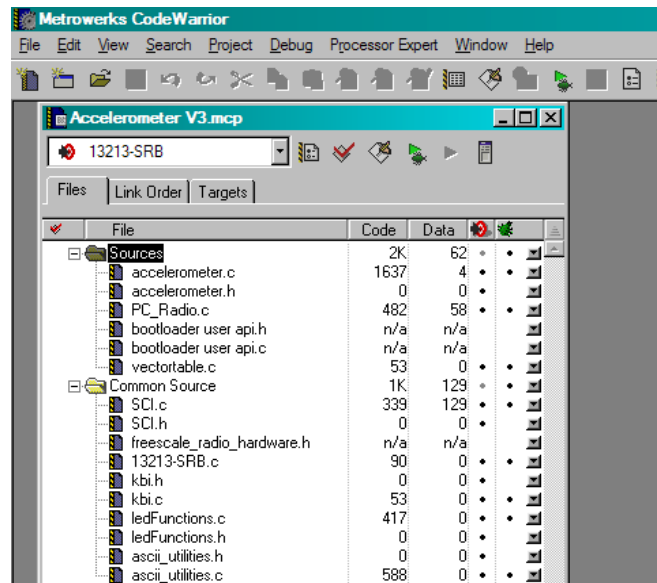 Metrowerks CodeWarrior
File Edit View Search Project Debug Processor Expert Window Help
Accelerometer V3.mcp
13213-SRB
Files Link Order Targets
File Code Data
Sources 2K 62
accelerometer.c 1637 4
accelerometer.h 0 0
PC_Radio.c 482 58
bootloader user api.h n/a n/a
bootloader user api.c n/a n/a
vectortable.c 53 0
Common Source 1K 129
SCI.c 339 129
SCI.h 0 0
freescale_radio_hardware.h n/a n/a
13213-SRB.c 90 0
kbi.h 0 0
kbi.c 53 0
ledFunctions.c 417 0
ledFunctions.h 0 0
ascii_utilities.h 0 0
ascii_utilities.c 588 0